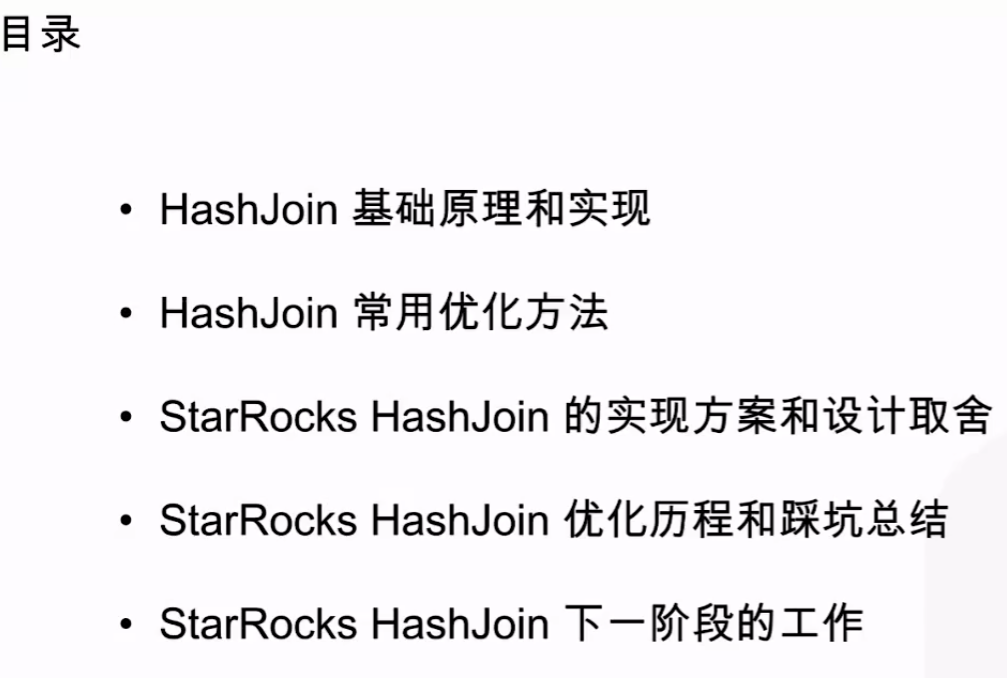 目录
• HashJoin 基础原理和实现
• HashJoin 常用优化方法
• StarRocks HashJoin 的实现方案和设计取舍
• StarRocks HashJoin 优化历程和踩坑总结
• StarRocks HashJoin 下一阶段的工作